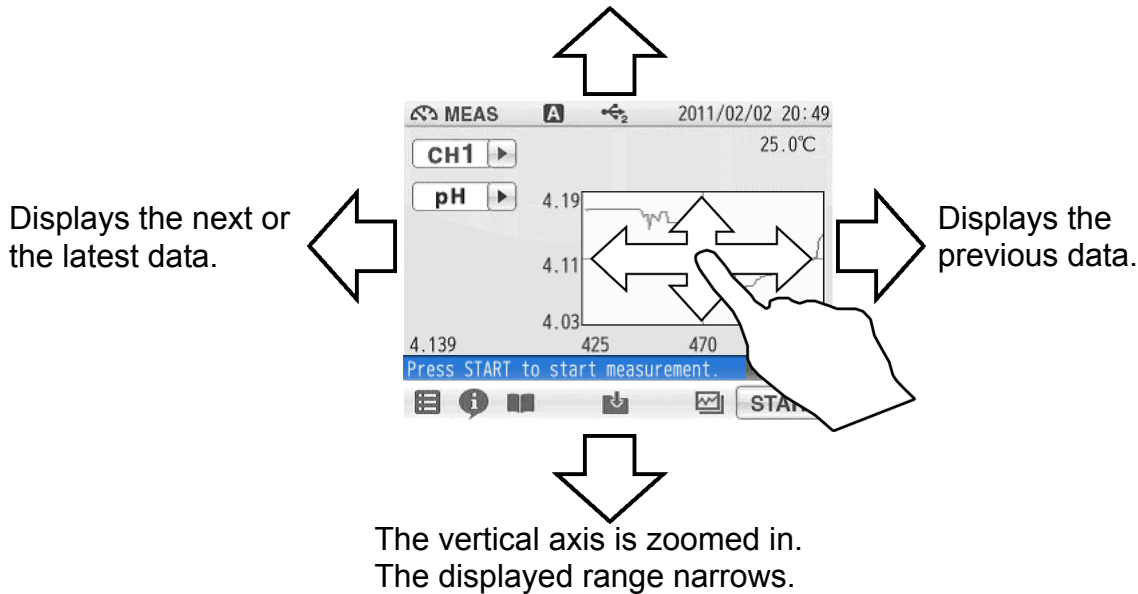 MEAS A 2 2011/02/02 20:49
CH1 25.0℃
pH 4.19
Displays the next or
the latest data.
4.11
Displays the
previous data.
4.03
4.139 425 470
Press START to start measurement.
The vertical axis is zoomed in.
The displayed range narrows.